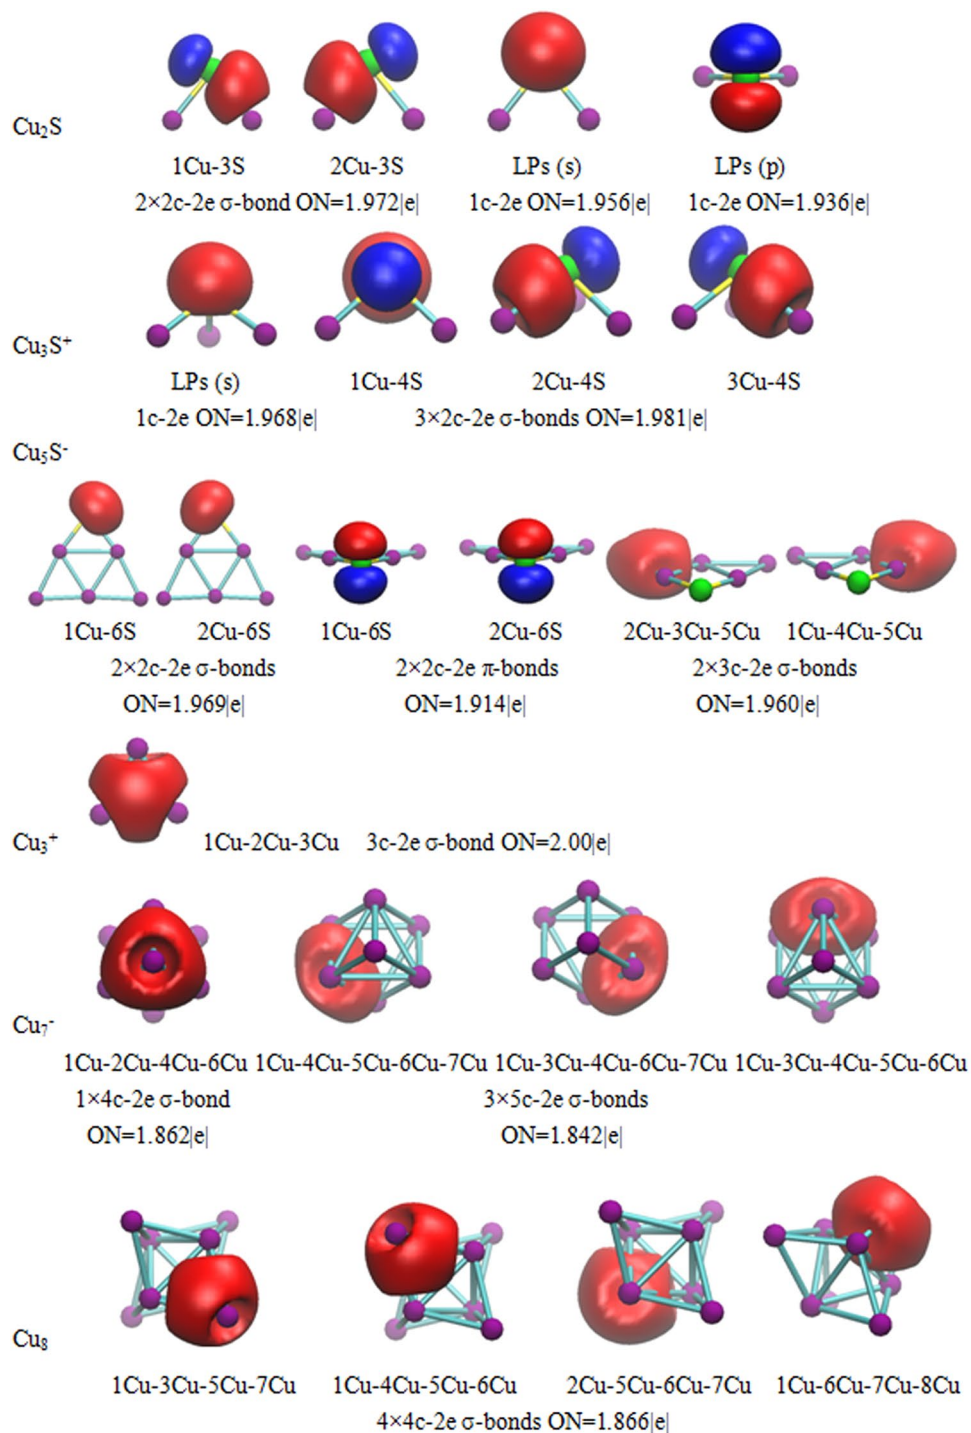 Cu₂S
1Cu-3S 2Cu-3S LPs (s) LPs (p)
2×2c-2e σ-bond ON=1.972|e| 1c-2e ON=1.956|e| 1c-2e ON=1.936|e|
Cu₃S⁺
LPs (s) 1Cu-4S 2Cu-4S 3Cu-4S
1c-2e ON=1.968|e| 3×2c-2e σ-bonds ON=1.981|e|
Cu₅S⁻
1Cu-6S 2Cu-6S 1Cu-6S 2Cu-6S 2Cu-3Cu-5Cu 1Cu-4Cu-5Cu
2×2c-2e σ-bonds 2×2c-2e π-bonds 2×3c-2e σ-bonds
ON=1.969|e| ON=1.914|e| ON=1.960|e|
Cu₃⁺ 1Cu-2Cu-3Cu 3c-2e σ-bond ON=2.00|e|
Cu₇⁻
1Cu-2Cu-4Cu-6Cu 1Cu-4Cu-5Cu-6Cu-7Cu 1Cu-3Cu-4Cu-6Cu-7Cu 1Cu-3Cu-4Cu-5Cu-6Cu
1×4c-2e σ-bond 3×5c-2e σ-bonds
ON=1.862|e| ON=1.842|e|
Cu₈
1Cu-3Cu-5Cu-7Cu 1Cu-4Cu-5Cu-6Cu 2Cu-5Cu-6Cu-7Cu 1Cu-6Cu-7Cu-8Cu
4×4c-2e σ-bonds ON=1.866|e|